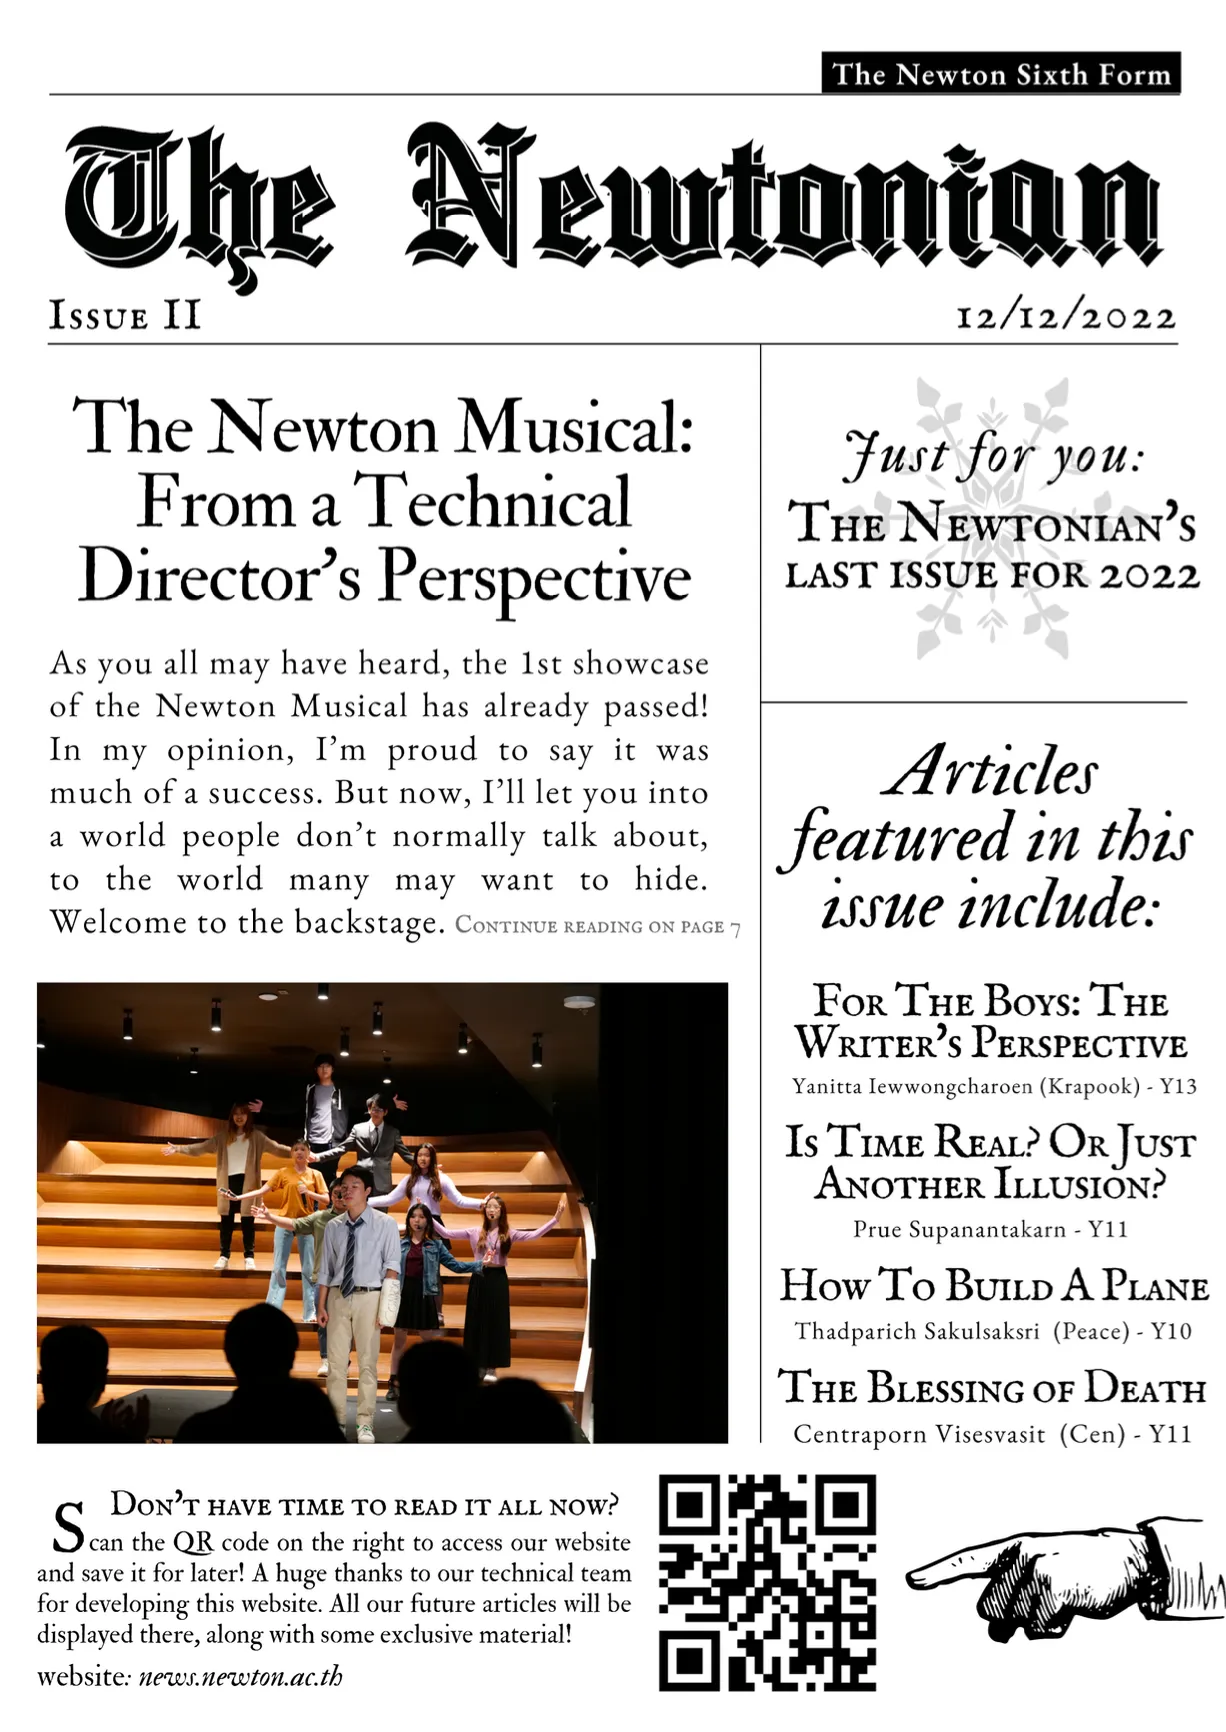 The Newton Sixth Form
The Newtonian
Issue II
12/12/2022
The Newton Musical:
From a Technical
Director's Perspective
As you all may have heard, the 1st showcase
of the Newton Musical has already passed!
In my opinion, I'm proud to say it was
much of a success. But now, I'll let you into
a world people don't normally talk about,
to the world many may want to hide.
Welcome to the backstage. Continue reading on page 7
Just for you:
The Newtonian's
last issue for 2022
Articles
featured in this
issue include:
For The Boys: The
Writer's Perspective
Yanitta Iewwongcharoen (Krapook) - Y13
Is Time Real? Or Just
Another Illusion?
Prue Supanantakarn - Y11
How To Build A Plane
Thadparich Sakulsaksri (Peace) - Y10
The Blessing of Death
Centraporn Visesvasit (Cen) - Y11
Don't have time to read it all now?
Scan the QR code on the right to access our website
and save it for later! A huge thanks to our technical team
for developing this website. All our future articles will be
displayed there, along with some exclusive material!
website: news.newton.ac.th